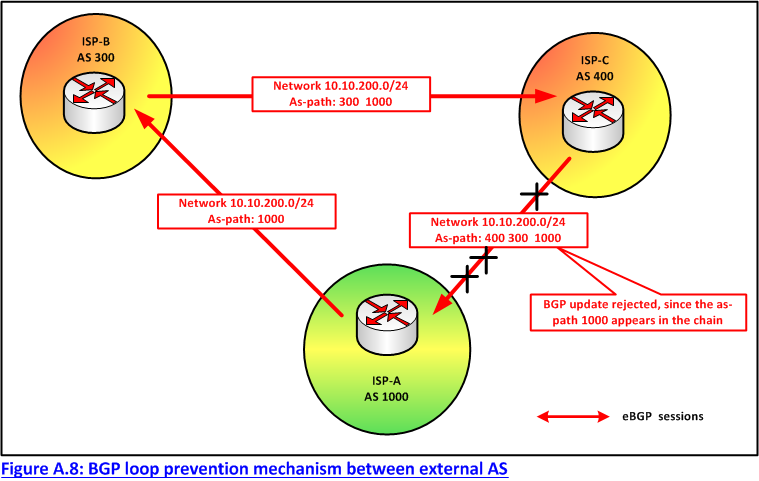 ISP-B
AS 300
ISP-C
AS 400
Network 10.10.200.0/24
As-path: 300 1000
Network 10.10.200.0/24
As-path: 1000
Network 10.10.200.0/24
As-path: 400 300 1000
BGP update rejected, since the as-
path 1000 appears in the chain
ISP-A
AS 1000
eBGP sessions
Figure A.8: BGP loop prevention mechanism between external AS